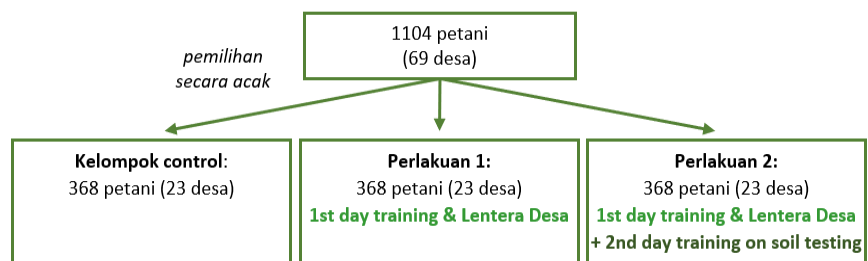 1104 petani
(69 desa)
pemilihan
secara acak
Kelompok control:
368 petani (23 desa)
Perlakuan 1:
368 petani (23 desa)
1st day training & Lentera Desa
Perlakuan 2:
368 petani (23 desa)
1st day training & Lentera Desa
+ 2nd day training on soil testing